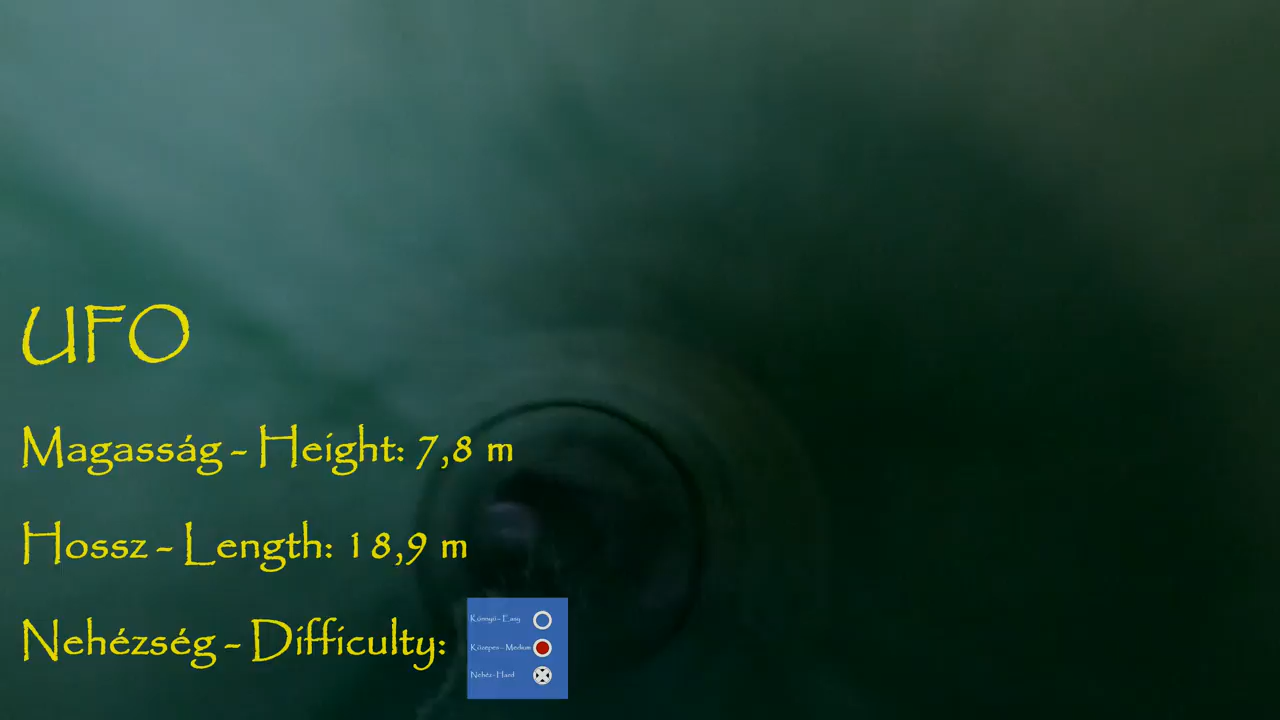 UFO
Magasság - Height: 7,8 m
Hossz - Length: 18,9 m
Nehézség - Difficulty:
Könnyű - Easy
Közepes - Medium
Nehéz - Hard